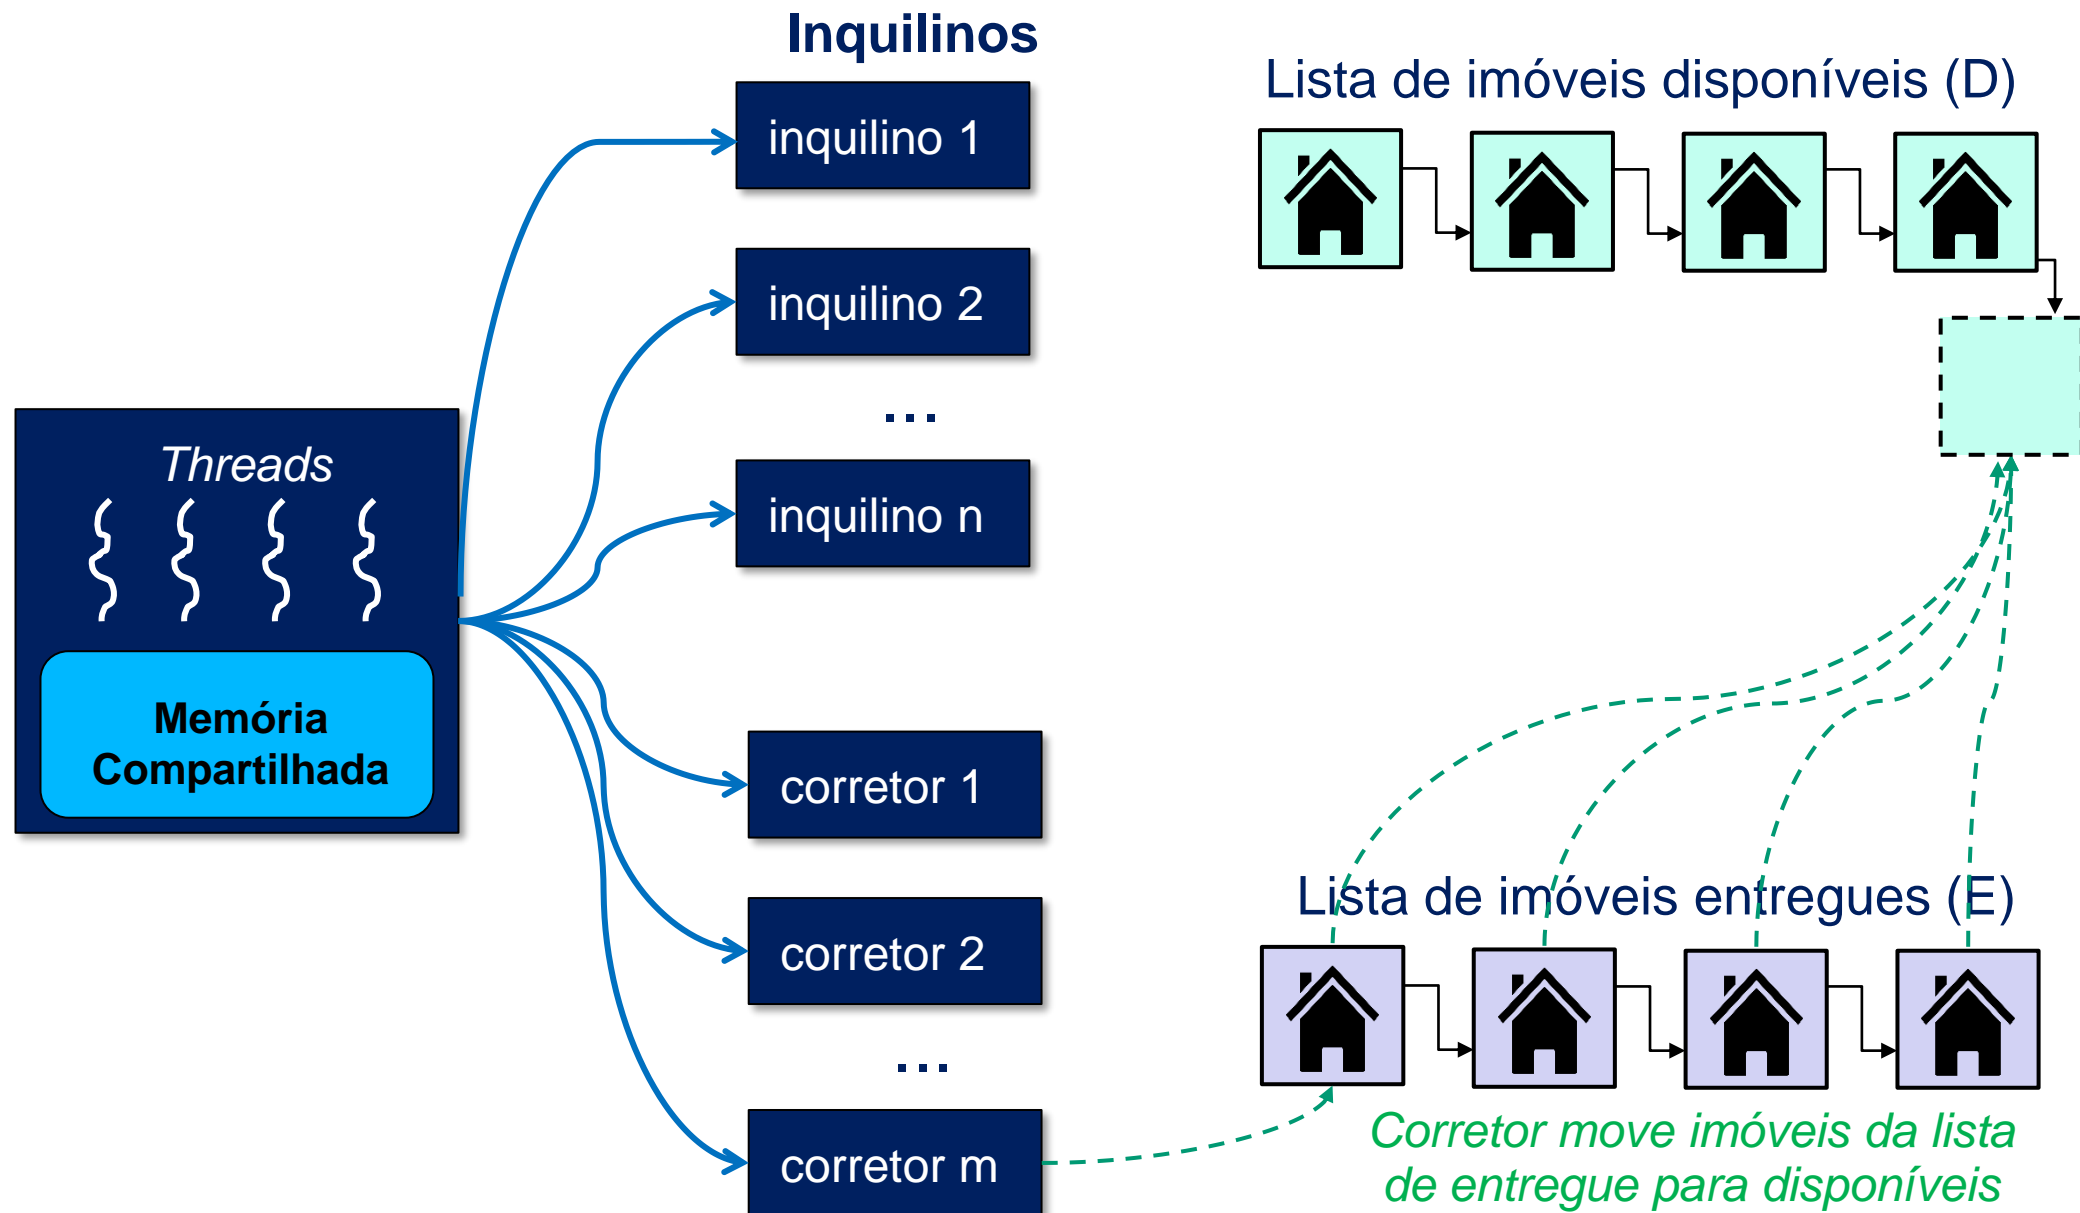 Inquilinos
inquilino 1
inquilino 2
...
inquilino n
Threads
Memória
Compartilhada
corretor 1
corretor 2
...
corretor m
Lista de imóveis disponíveis (D)
Lista de imóveis entregues (E)
Corretor move imóveis da lista
de entregue para disponíveis